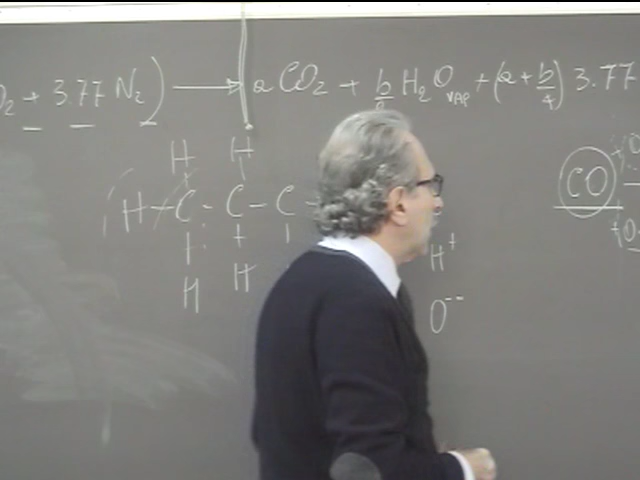 O₂ + 3.77 N₂) → a CO₂ + b/2 H₂O VAP + (a + b/4) 3.77
H H
H - C - C - C -
H H
H⁺
O⁻⁻
CO